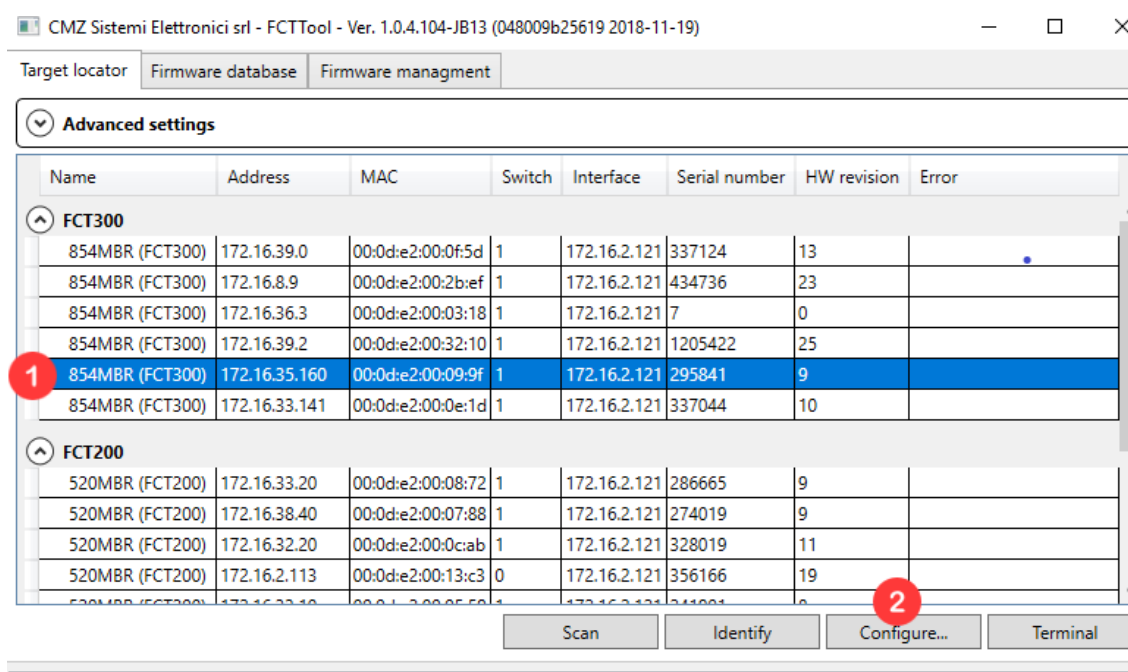 CMZ Sistemi Elettronici srl - FCTTool - Ver. 1.0.4.104-JB13 (048009b25619 2018-11-19)
Target locator Firmware database Firmware managment
Advanced settings
Name Address MAC Switch Interface Serial number HW revision Error
FCT300
854MBR (FCT300) 172.16.39.0 00:0d:e2:00:0f:5d 1 172.16.2.121 337124 13
854MBR (FCT300) 172.16.8.9 00:0d:e2:00:2b:ef 1 172.16.2.121 434736 23
854MBR (FCT300) 172.16.36.3 00:0d:e2:00:03:18 1 172.16.2.121 7 0
854MBR (FCT300) 172.16.39.2 00:0d:e2:00:32:10 1 172.16.2.121 1205422 25
1 854MBR (FCT300) 172.16.35.160 00:0d:e2:00:09:9f 1 172.16.2.121 295841 9
854MBR (FCT300) 172.16.33.141 00:0d:e2:00:0e:1d 1 172.16.2.121 337044 10
FCT200
520MBR (FCT200) 172.16.33.20 00:0d:e2:00:08:72 1 172.16.2.121 286665 9
520MBR (FCT200) 172.16.38.40 00:0d:e2:00:07:88 1 172.16.2.121 274019 9
520MBR (FCT200) 172.16.32.20 00:0d:e2:00:0c:ab 1 172.16.2.121 328019 11
520MBR (FCT200) 172.16.2.113 00:0d:e2:00:13:c3 0 172.16.2.121 356166 19
2
Scan Identify Configure... Terminal